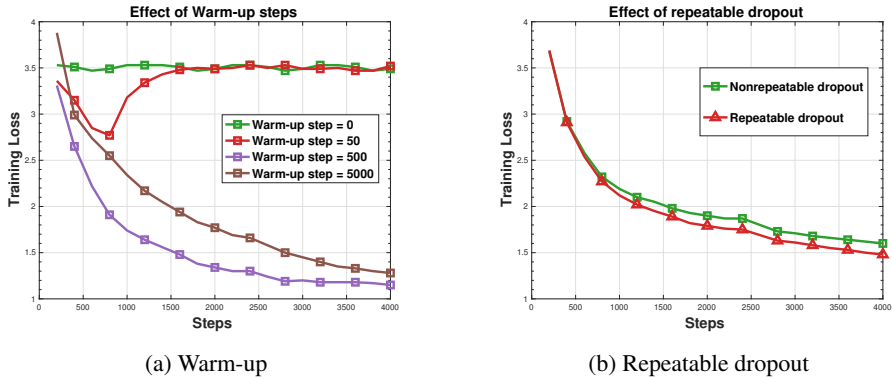 Effect of Warm-up steps
4
3.5
3
2.5
2
1.5
1
Training Loss
Warm-up step = 0
Warm-up step = 50
Warm-up step = 500
Warm-up step = 5000
0 500 1000 1500 2000 2500 3000 3500 4000
Steps
(a) Warm-up
Effect of repeatable dropout
4
3.5
3
2.5
2
1.5
1
Training Loss
Nonrepeatable dropout
Repeatable dropout
0 500 1000 1500 2000 2500 3000 3500 4000
Steps
(b) Repeatable dropout